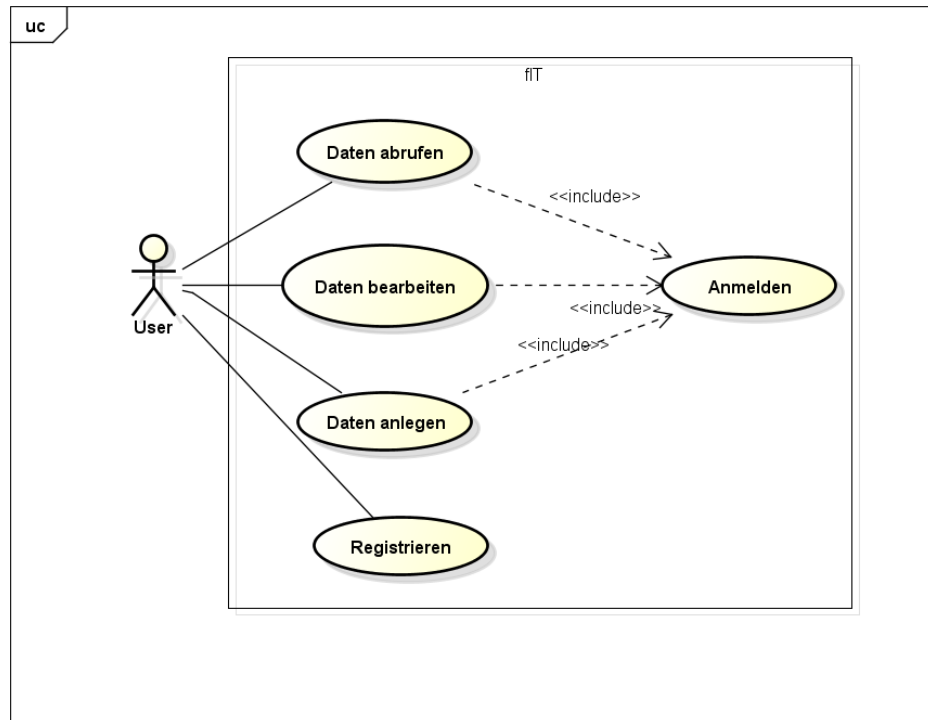 uc
fIT
Daten abrufen
<<include>>
Daten bearbeiten
Anmelden
<<include>>
<<include>>
User
Daten anlegen
Registrieren